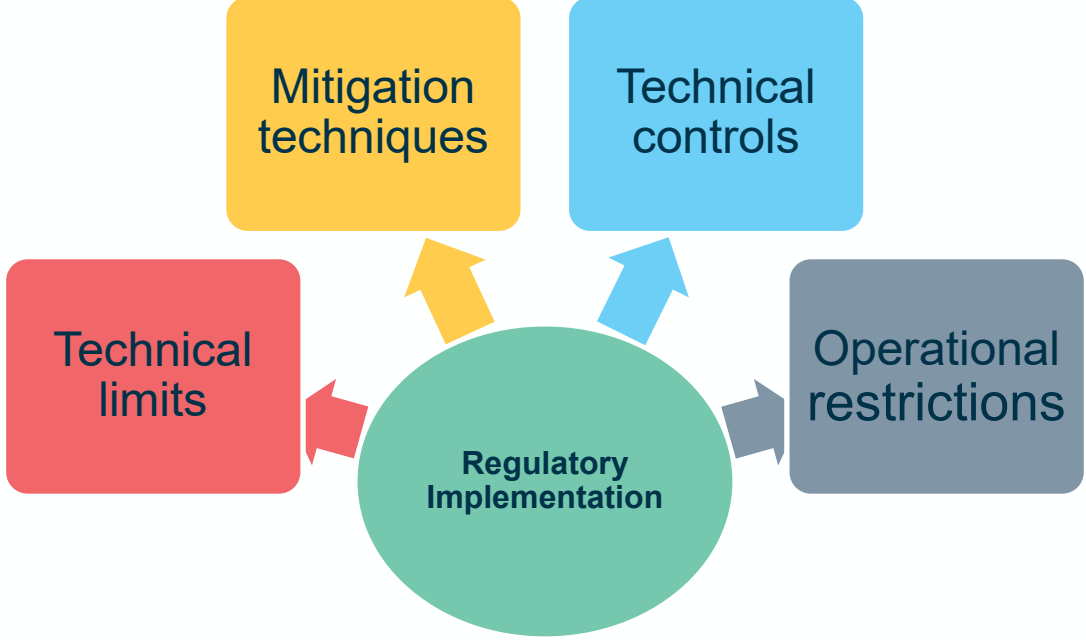 Mitigation
techniques
Technical
controls
Technical
limits
Operational
restrictions
Regulatory
Implementation